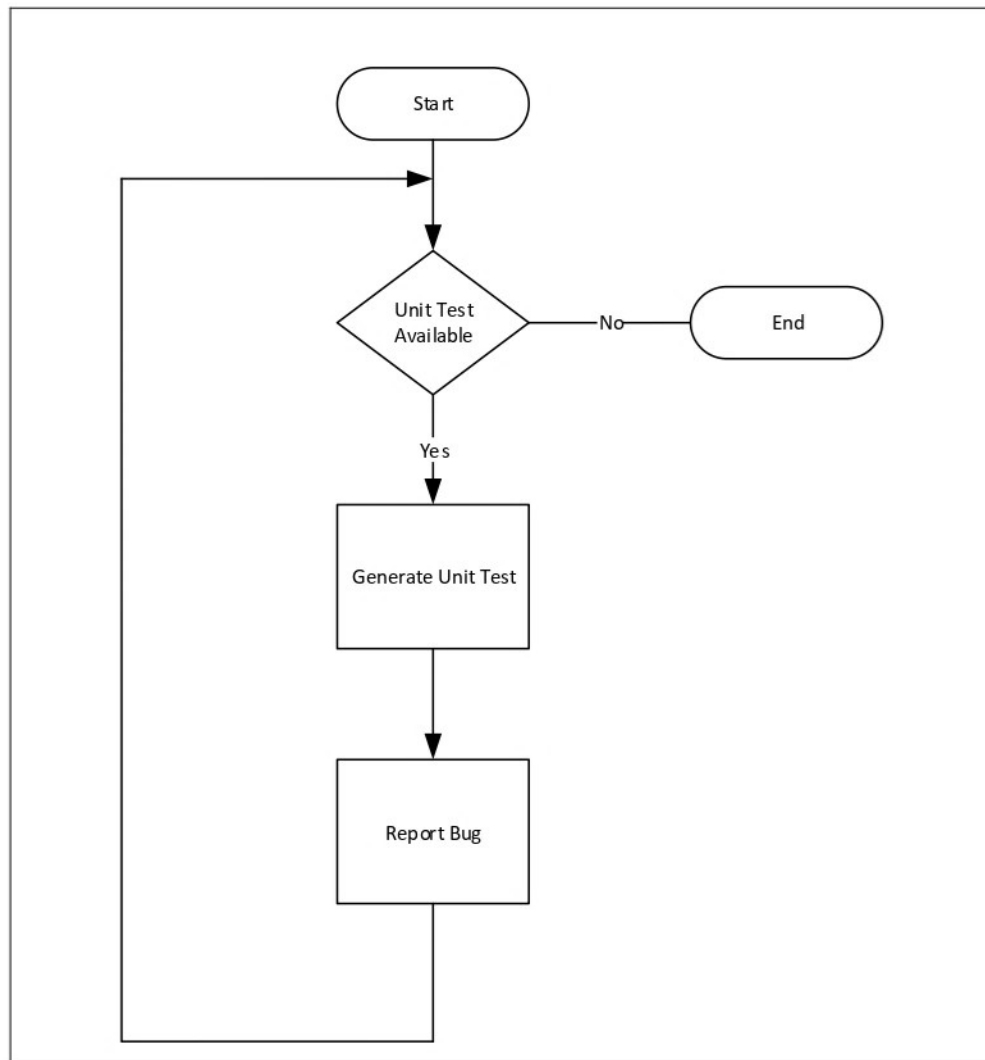 Start
Unit Test
Available
No
End
Yes
Generate Unit Test
Report Bug